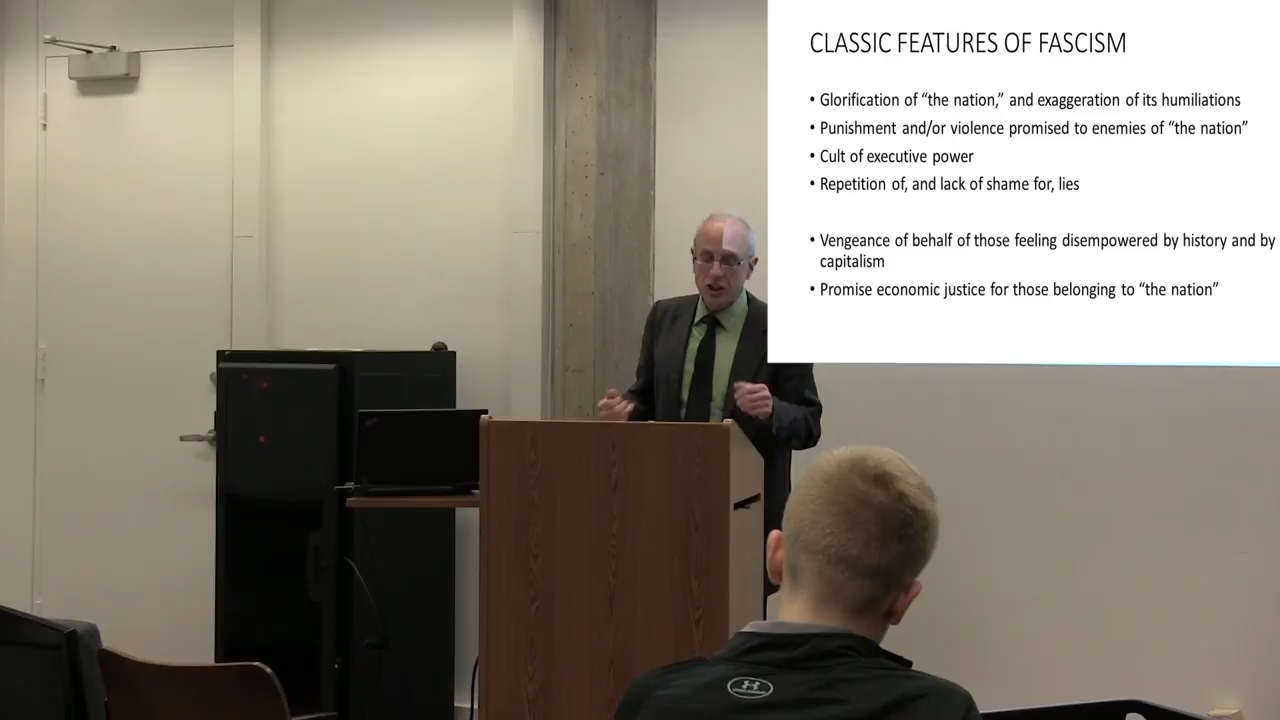 CLASSIC FEATURES OF FASCISM
• Glorification of “the nation,” and exaggeration of its humiliations
• Punishment and/or violence promised to enemies of “the nation”
• Cult of executive power
• Repetition of, and lack of shame for, lies
• Vengeance of behalf of those feeling disempowered by history and by
capitalism
• Promise economic justice for those belonging to “the nation”